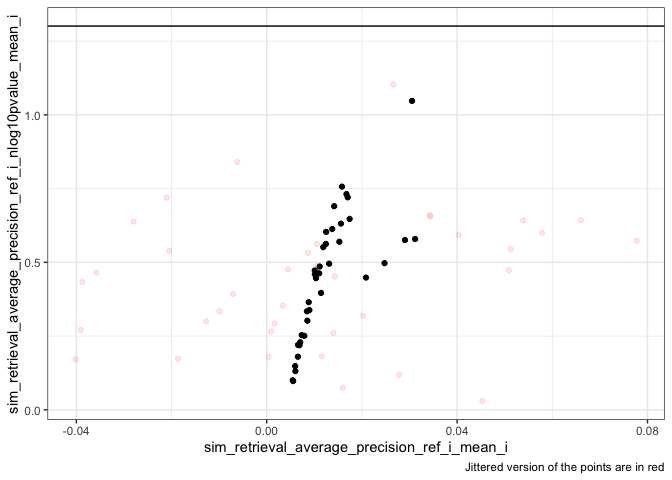 sim_retrieval_average_precision_ref_i_nlog10pvalue_mean_i
1.0
0.5
0.0
-0.04
0.00
0.04
0.08
sim_retrieval_average_precision_ref_i_mean_i
Jittered version of the points are in red